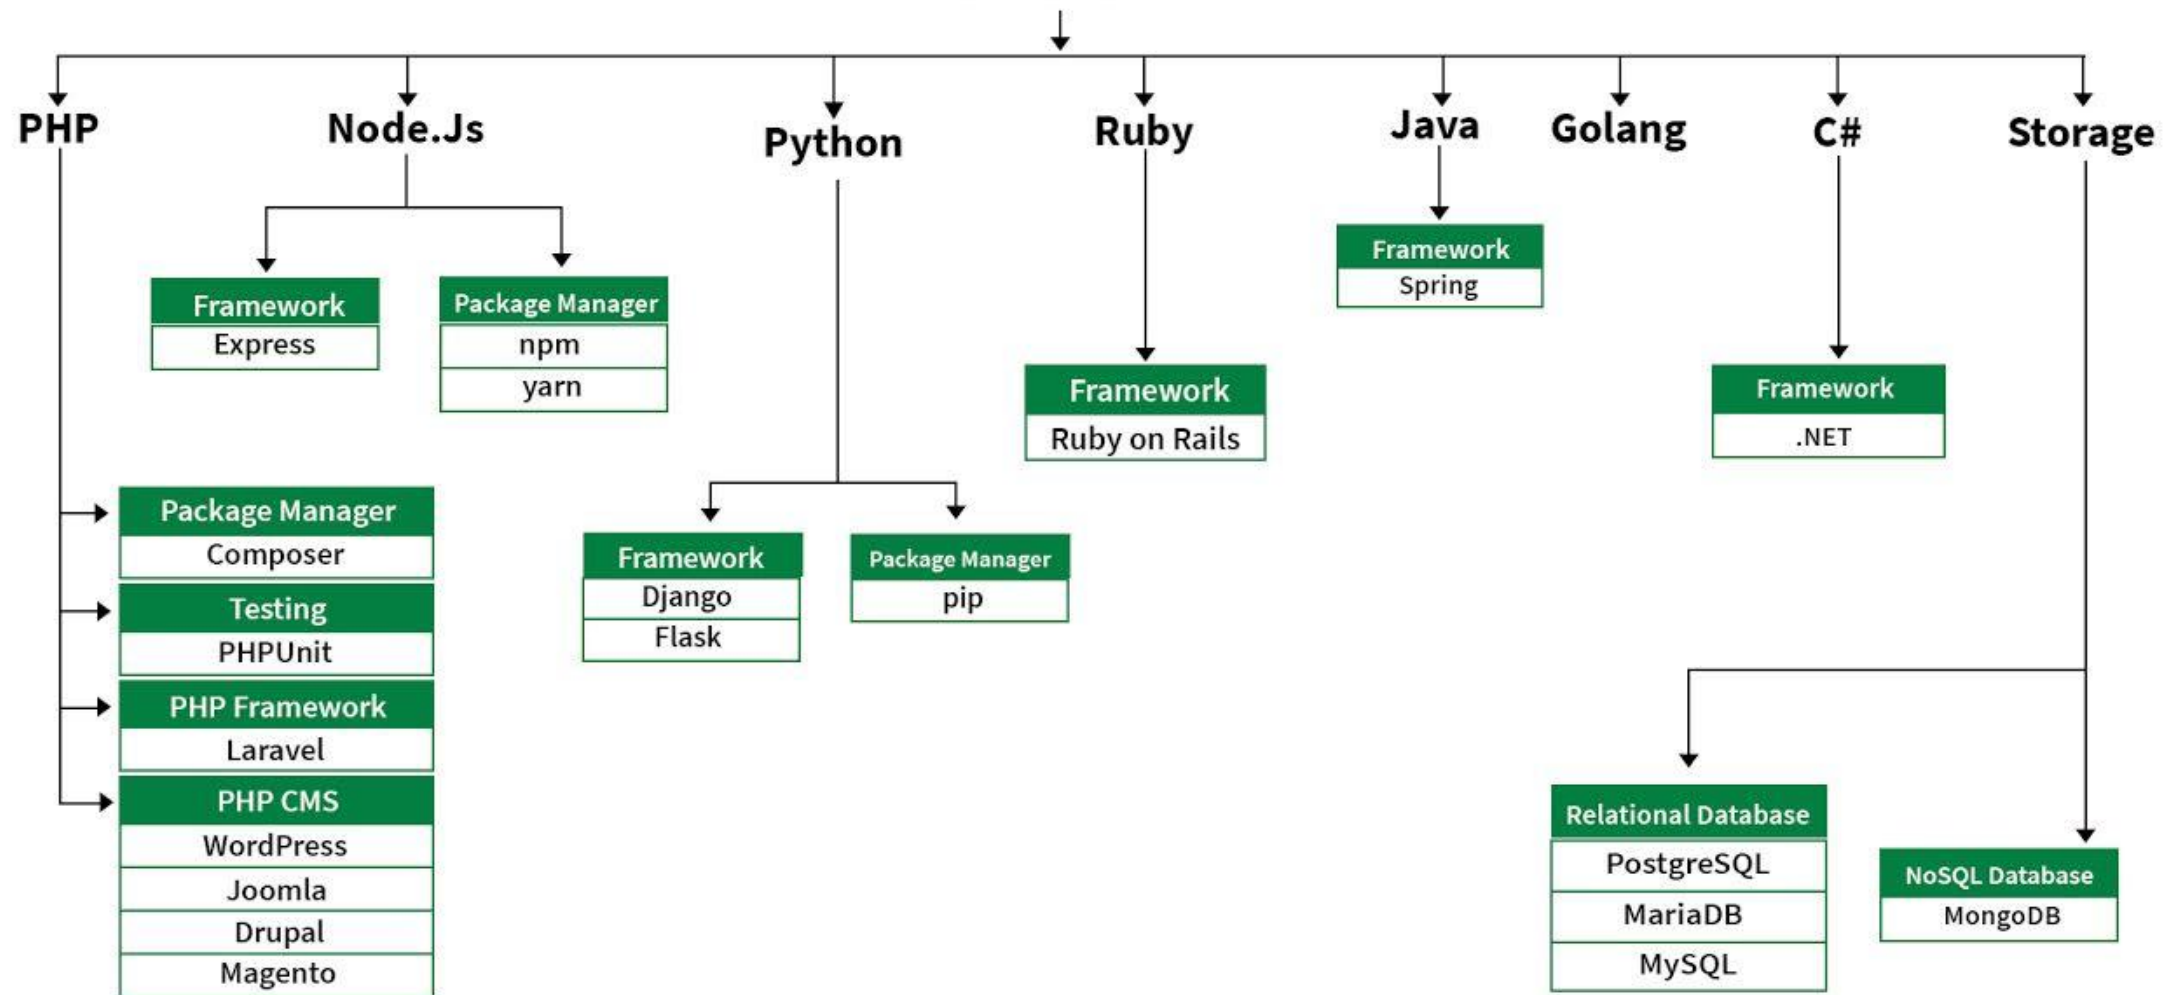 PHP
Node.Js
Python
Ruby
Java
Golang
C#
Storage
Framework
Express
Package Manager
npm
yarn
Framework
Spring
Framework
Ruby on Rails
Framework
.NET
Package Manager
Composer
Testing
PHPUnit
PHP Framework
Laravel
PHP CMS
WordPress
Joomla
Drupal
Magento
Framework
Django
Flask
Package Manager
pip
Relational Database
PostgreSQL
MariaDB
MySQL
NoSQL Database
MongoDB